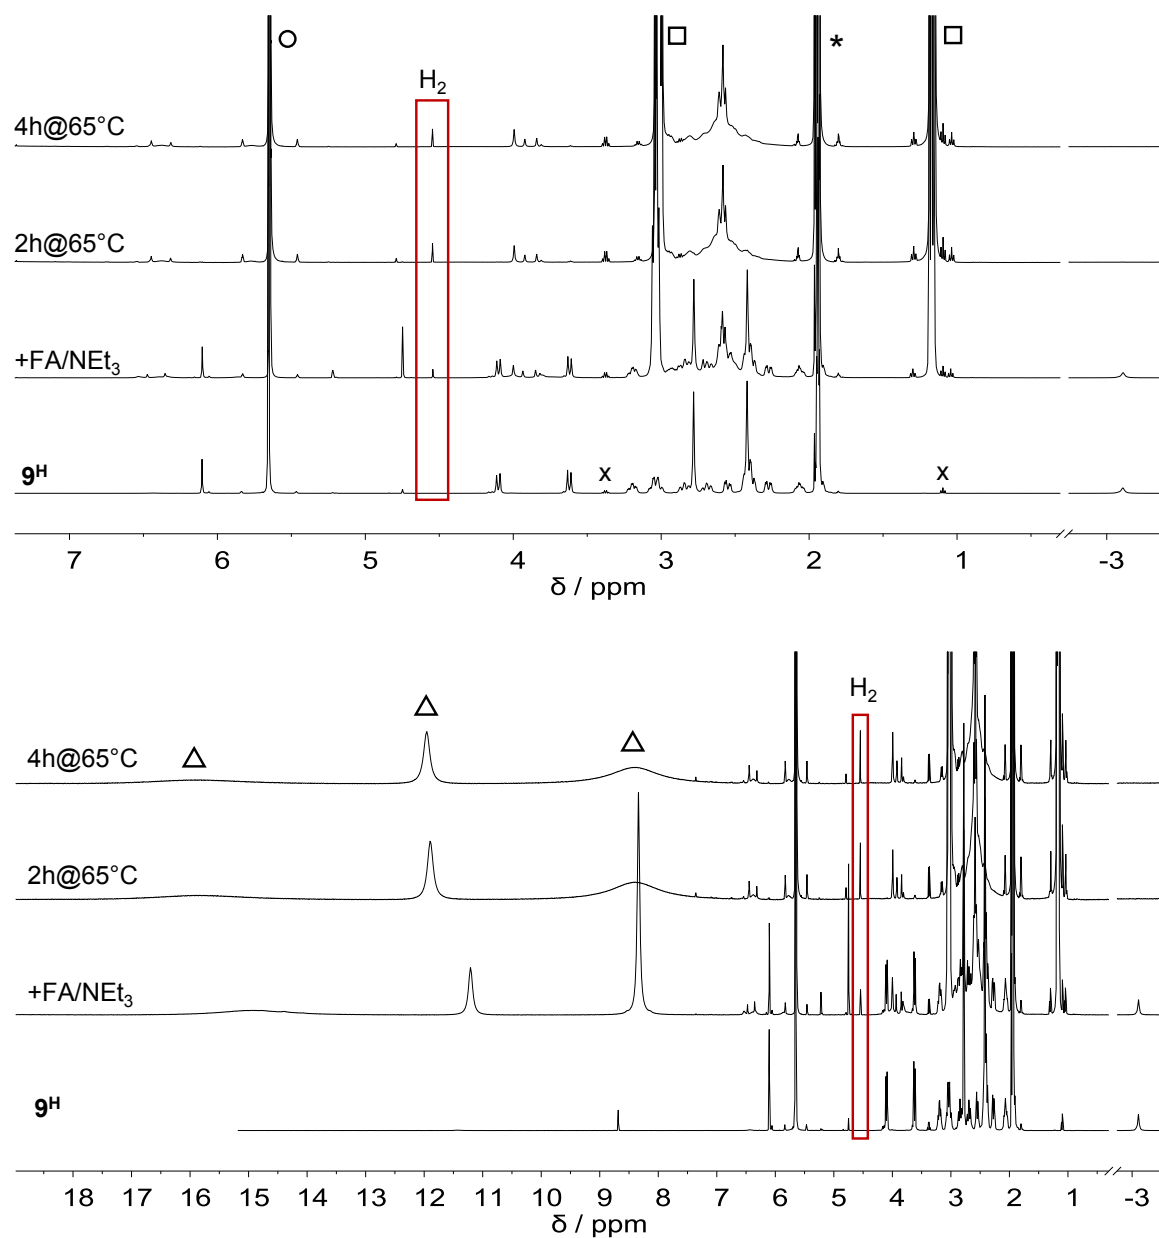 ○ □ * □
H₂
4h@65°C
2h@65°C
+FA/NEt₃
9ᴴ x x
7 6 5 4 3 2 1 -3
δ / ppm
H₂
△ △ △
4h@65°C
2h@65°C
+FA/NEt₃
9ᴴ
18 17 16 15 14 13 12 11 10 9 8 7 6 5 4 3 2 1 -3
δ / ppm